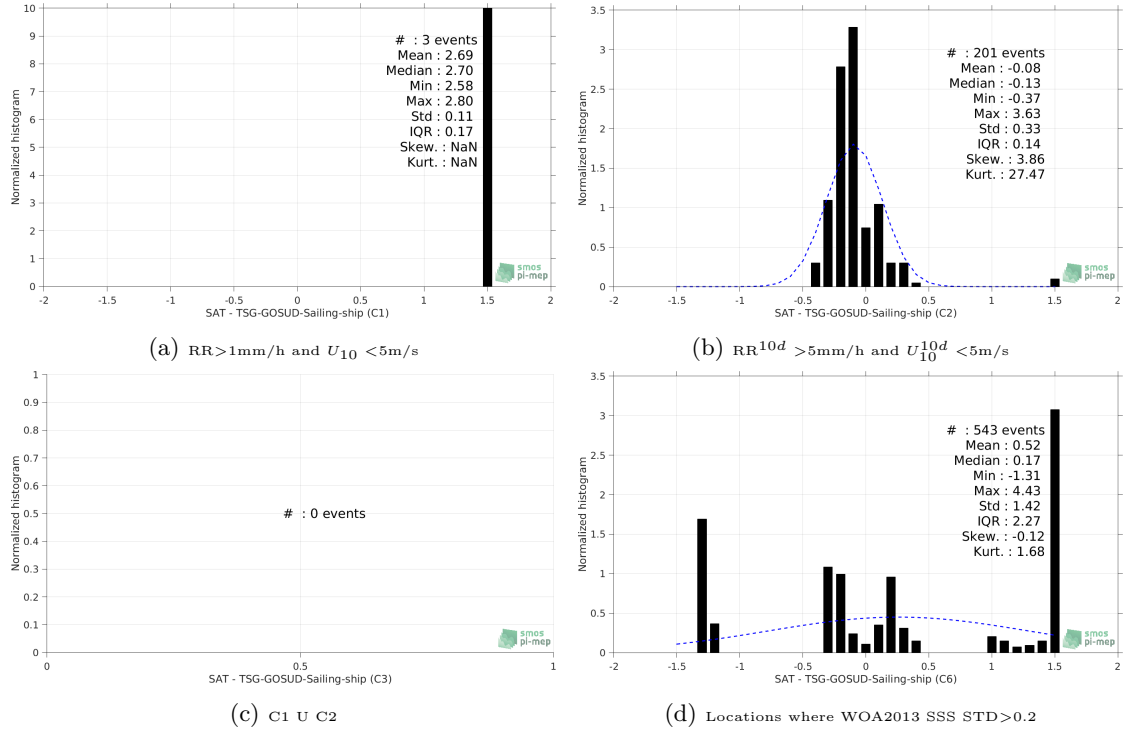 10
9
8
7
6
5
4
3
2
1
0
Normalized histogram
# : 3 events
Mean : 2.69
Median : 2.70
Min : 2.58
Max : 2.80
Std : 0.11
IQR : 0.17
Skew. : NaN
Kurt. : NaN
smos
pi-mep
-2 -1.5 -1 -0.5 0 0.5 1 1.5 2
SAT - TSG-GOSUD-Sailing-ship (C1)
(a) RR>1mm/h and U10 <5m/s
3.5
3
2.5
2
1.5
1
0.5
0
Normalized histogram
# : 201 events
Mean : -0.08
Median : -0.13
Min : -0.37
Max : 3.63
Std : 0.33
IQR : 0.14
Skew. : 3.86
Kurt. : 27.47
smos
pi-mep
-2 -1.5 -1 -0.5 0 0.5 1 1.5 2
SAT - TSG-GOSUD-Sailing-ship (C2)
(b) RR^10d >5mm/h and U10^10d <5m/s
1
0.9
0.8
0.7
0.6
0.5
0.4
0.3
0.2
0.1
0
Normalized histogram
# : 0 events
smos
pi-mep
0 0.5 1
SAT - TSG-GOSUD-Sailing-ship (C3)
(c) C1 U C2
3.5
3
2.5
2
1.5
1
0.5
0
Normalized histogram
# : 543 events
Mean : 0.52
Median : 0.17
Min : -1.31
Max : 4.43
Std : 1.42
IQR : 2.27
Skew. : -0.12
Kurt. : 1.68
smos
pi-mep
-2 -1.5 -1 -0.5 0 0.5 1 1.5 2
SAT - TSG-GOSUD-Sailing-ship (C6)
(d) Locations where WOA2013 SSS STD>0.2